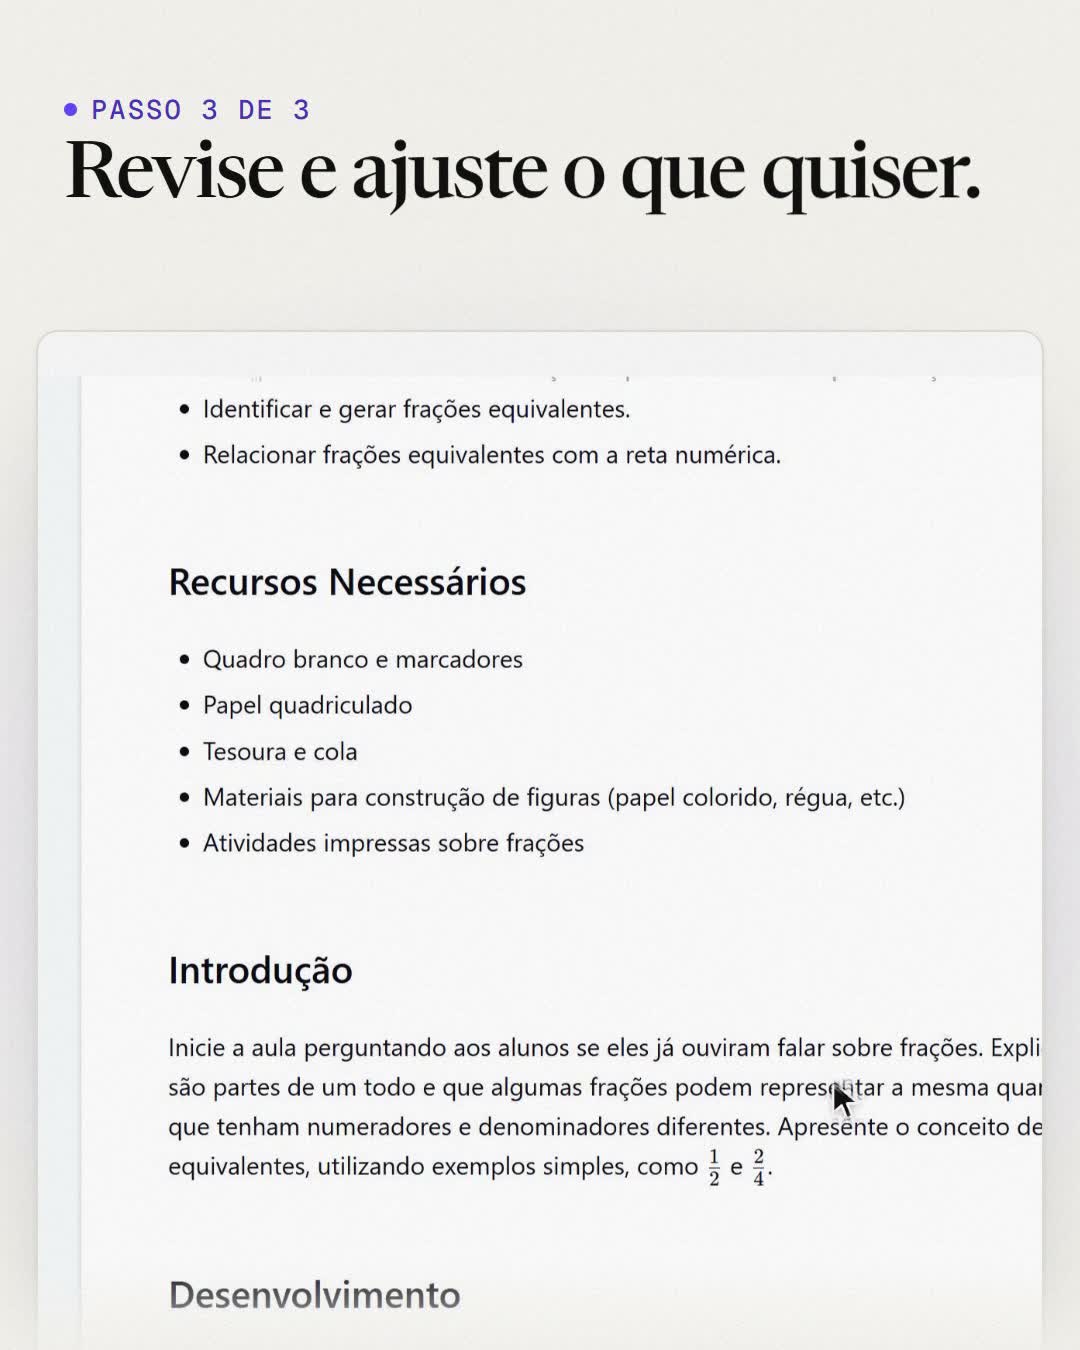 PASSO 3 DE 3
Revise e ajuste o que quiser.
Identificar e gerar frações equivalentes.
Relacionar frações equivalentes com a reta numérica.
Recursos Necessários
Quadro branco e marcadores
Papel quadriculado
Tesoura e cola
Materiais para construção de figuras (papel colorido, régua, etc.)
Atividades impressas sobre frações
Introdução
Inicie a aula perguntando aos alunos se eles já ouviram falar sobre frações. Expli
são partes de um todo e que algumas frações podem representar a mesma quan
que tenham numeradores e denominadores diferentes. Apresente o conceito de
equivalentes, utilizando exemplos simples, como 1/2 e 2/4.
Desenvolvimento